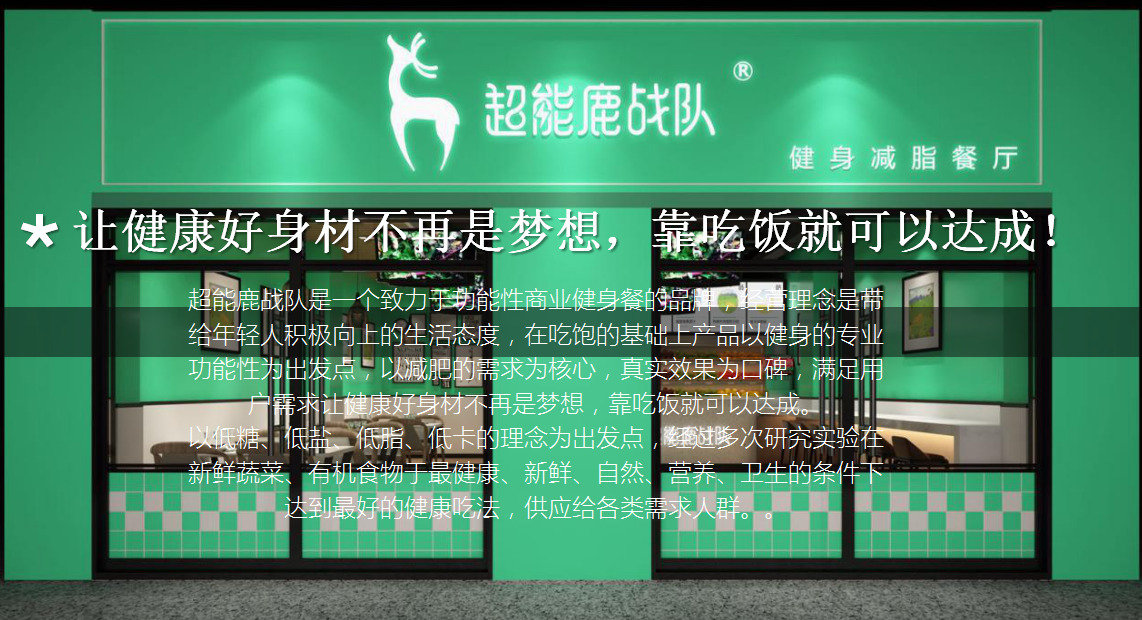 超能鹿战队®
健身减脂餐厅
* 让健康好身材不再是梦想，靠吃饭就可以达成！
超能鹿战队是一个致力于功能性商业健身餐的品牌，经营理念是带
给年轻人积极向上的生活态度，在吃饱的基础上产品以健身的专业
功能性为出发点，以减肥的需求为核心，真实效果为口碑，满足用
户需求让健康好身材不再是梦想，靠吃饭就可以达成。
以低糖、低盐、低脂、低卡的理念为出发点，经过多次研究实验在
新鲜蔬菜、有机食物于最健康、新鲜、自然、营养、卫生的条件下
达到最好的健康吃法，供应给各类需求人群。。